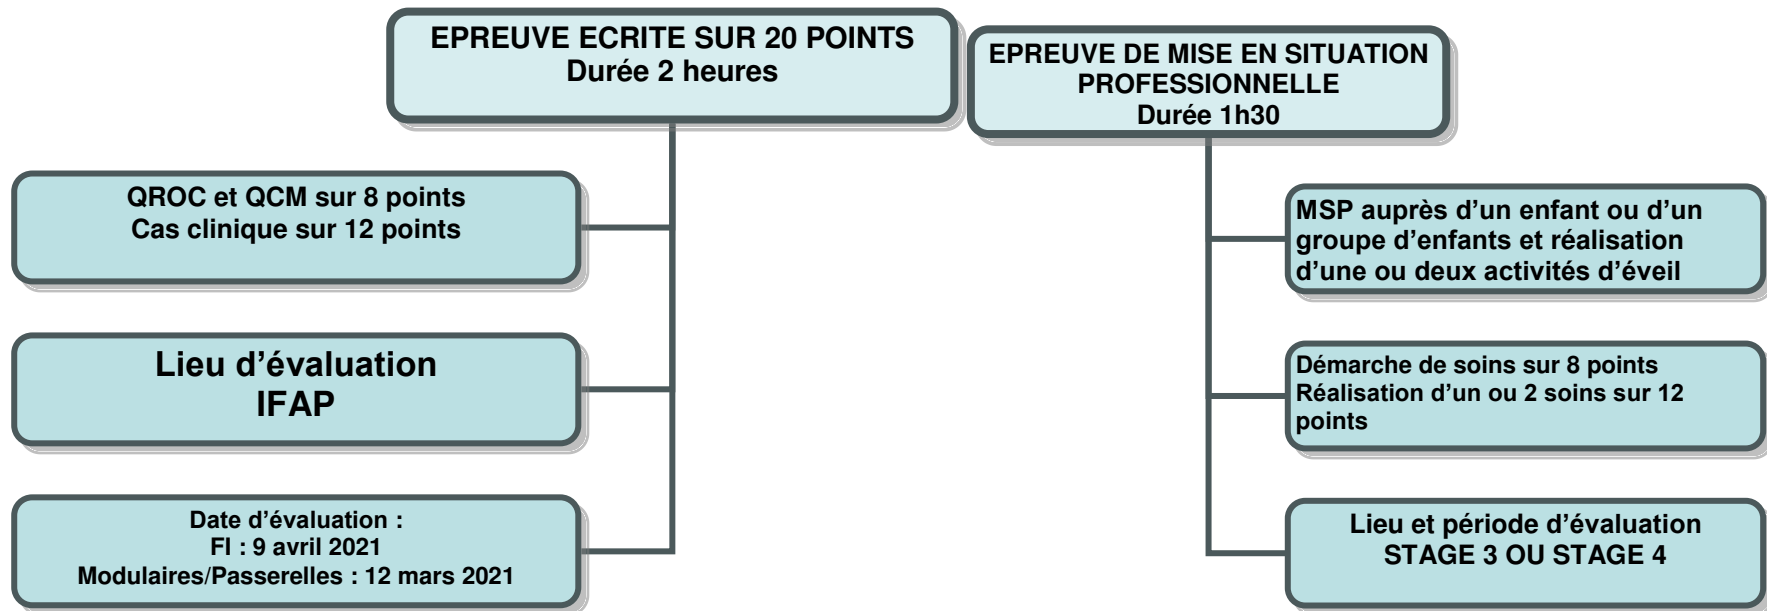 EPREUVE ECRITE SUR 20 POINTS
Durée 2 heures
QROC et QCM sur 8 points
Cas clinique sur 12 points
Lieu d’évaluation
IFAP
Date d’évaluation :
FI : 9 avril 2021
Modulaires/Passerelles : 12 mars 2021
EPREUVE DE MISE EN SITUATION
PROFESSIONNELLE
Durée 1h30
MSP auprès d’un enfant ou d’un
groupe d’enfants et réalisation
d’une ou deux activités d’éveil
Démarche de soins sur 8 points
Réalisation d’un ou 2 soins sur 12
points
Lieu et période d’évaluation
STAGE 3 OU STAGE 4